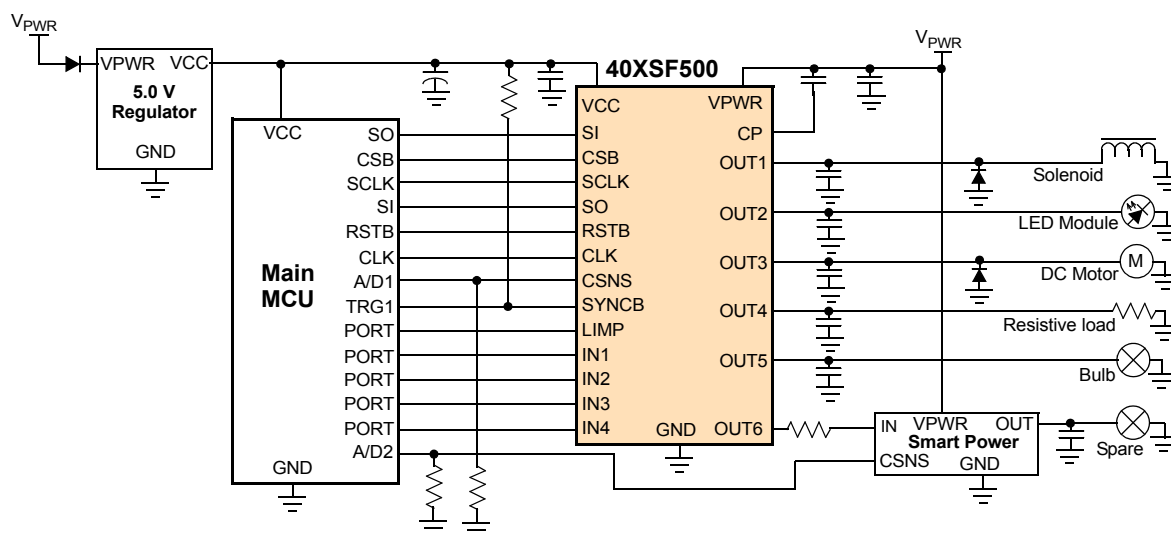 VPWR
VPWR VCC
5.0 V
Regulator
GND
VCC
Main
MCU
SO
CSB
SCLK
SI
RSTB
CLK
A/D1
TRG1
PORT
PORT
PORT
PORT
PORT
A/D2
GND
40XSF500
VCC
SI
CSB
SCLK
SO
RSTB
CLK
CSNS
SYNCB
LIMP
IN1
IN2
IN3
IN4
GND
VPWR
CP
OUT1
OUT2
OUT3
OUT4
OUT5
OUT6
VPWR
Solenoid
LED Module
M
DC Motor
Resistive load
Bulb
IN VPWR OUT
Smart Power
CSNS GND
Spare